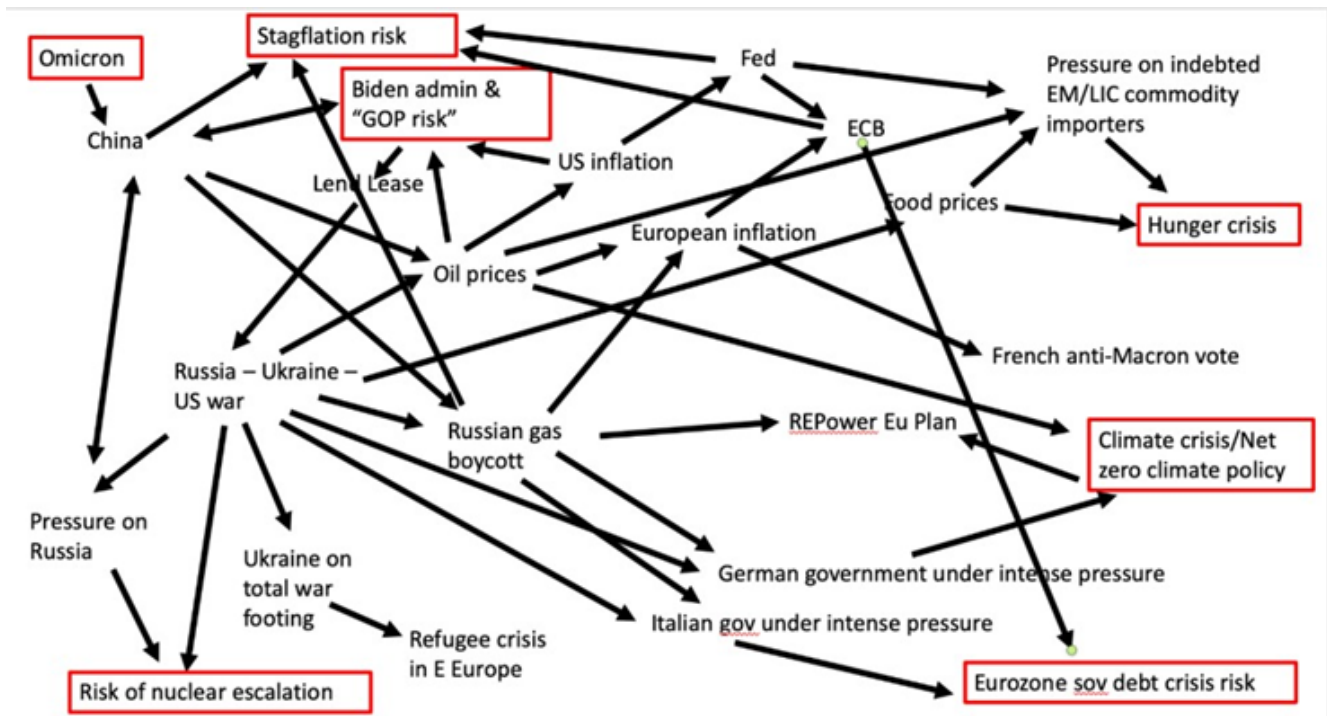 Omicron
Stagflation risk
Biden admin &
“GOP risk”
China
Lend Lease
US inflation
Fed
ECB
Pressure on indebted
EM/LIC commodity
importers
Food prices
Hunger crisis
European inflation
Oil prices
French anti-Macron vote
Russia – Ukraine –
US war
Russian gas
boycott
REPower Eu Plan
Climate crisis/Net
zero climate policy
Pressure on
Russia
Ukraine on
total war
footing
German government under intense pressure
Italian gov under intense pressure
Refugee crisis
in E Europe
Risk of nuclear escalation
Eurozone sov debt crisis risk